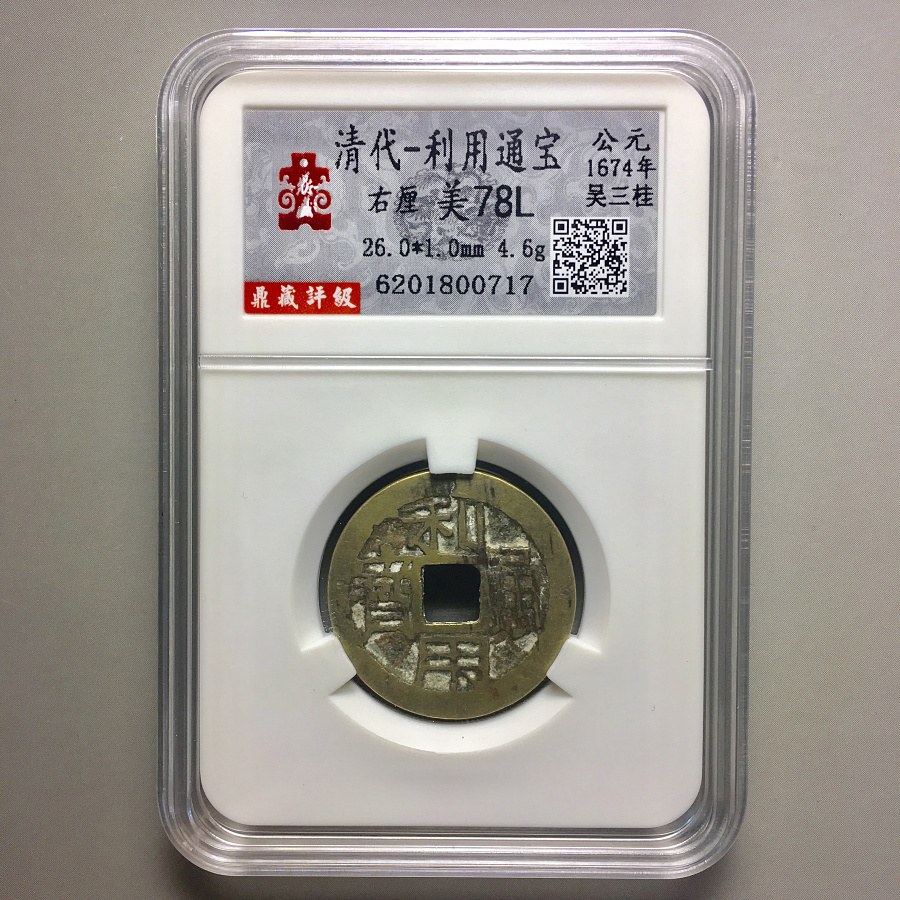 清代-利用通宝
公元
1674年
吴三桂
右厘 美78L
26.0*1.0mm 4.6g
6201800717
鼎藏評級
利用通寶